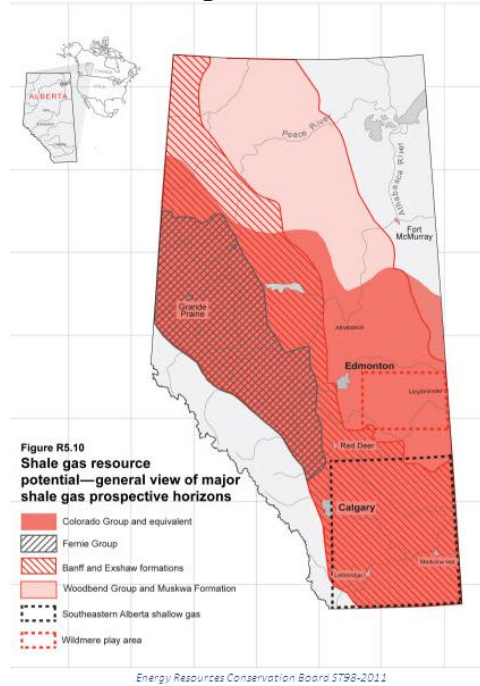 ALBERTA
CANADA
U.S.A.
Peace River
Athabasca River
Fort
McMurray
Grande
Prairie
Athabasca
Edmonton
Lloydminster
Red Deer
Calgary
Medicine Hat
Lethbridge
Figure R5.10
Shale gas resource
potential—general view of major
shale gas prospective horizons
Colorado Group and equivalent
Fernie Group
Banff and Exshaw formations
Woodbend Group and Muskwa Formation
Southeastern Alberta shallow gas
Wildmere play area
Energy Resources Conservation Board ST98-2011